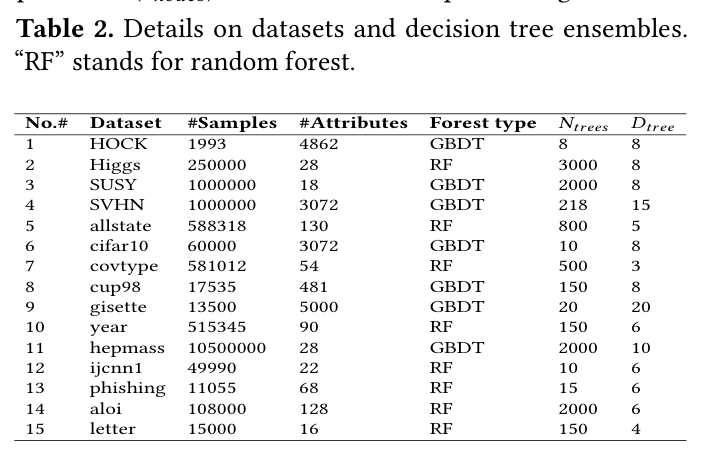 Table 2. Details on datasets and decision tree ensembles.
“RF” stands for random forest.
No.# Dataset #Samples #Attributes Forest type N_trees D_tree
1 HOCK 1993 4862 GBDT 8 8
2 Higgs 250000 28 RF 3000 8
3 SUSY 1000000 18 GBDT 2000 8
4 SVHN 1000000 3072 GBDT 218 15
5 allstate 588318 130 RF 800 5
6 cifar10 60000 3072 GBDT 10 8
7 covtype 581012 54 RF 500 3
8 cup98 17535 481 GBDT 150 8
9 gisette 13500 5000 GBDT 20 20
10 year 515345 90 RF 150 6
11 hepmass 10500000 28 GBDT 2000 10
12 ijcnn1 49990 22 RF 10 6
13 phishing 11055 68 RF 15 6
14 aloi 108000 128 RF 2000 6
15 letter 15000 16 RF 150 4